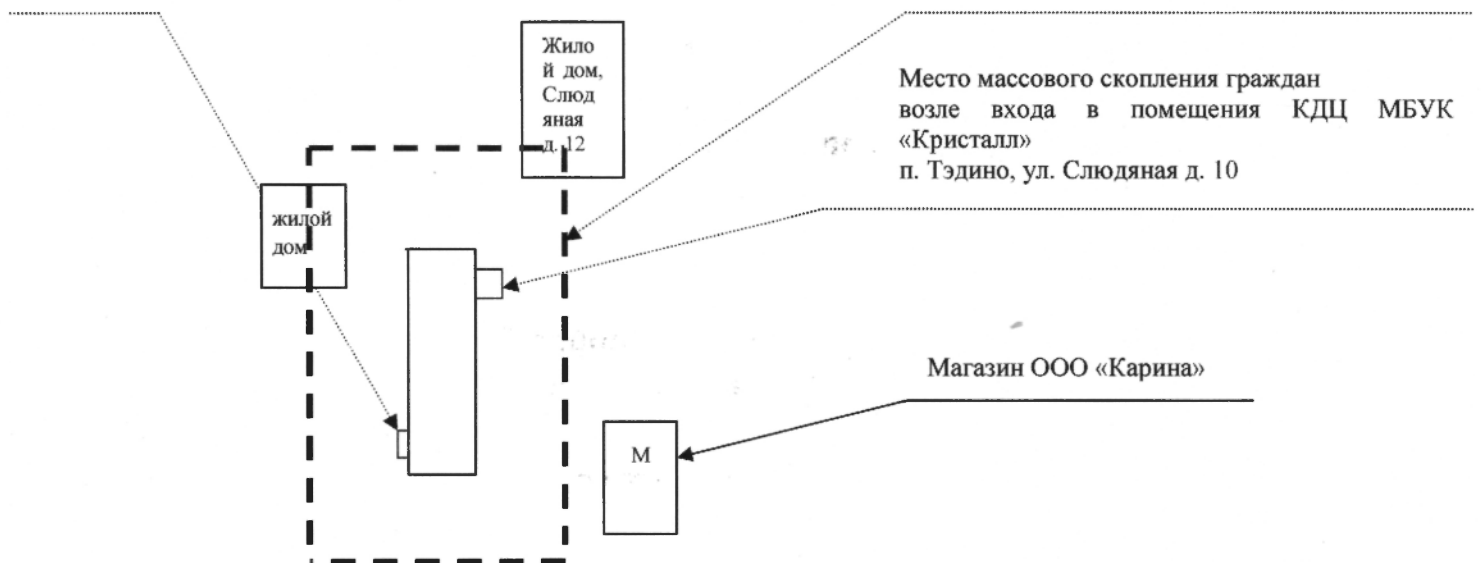 Жило
й дом,
Слюд
яная
д. 12
Место массового скопления граждан
возле входа в помещения КДЦ МБУК
«Кристалл»
п. Тэдино, ул. Слюдяная д. 10
жилой
дом
Магазин ООО «Карина»
М